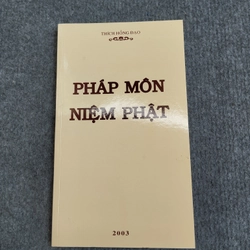 THÍCH HỒNG ĐẠO
PHÁP MÔN
NIỆM PHẬT
2003